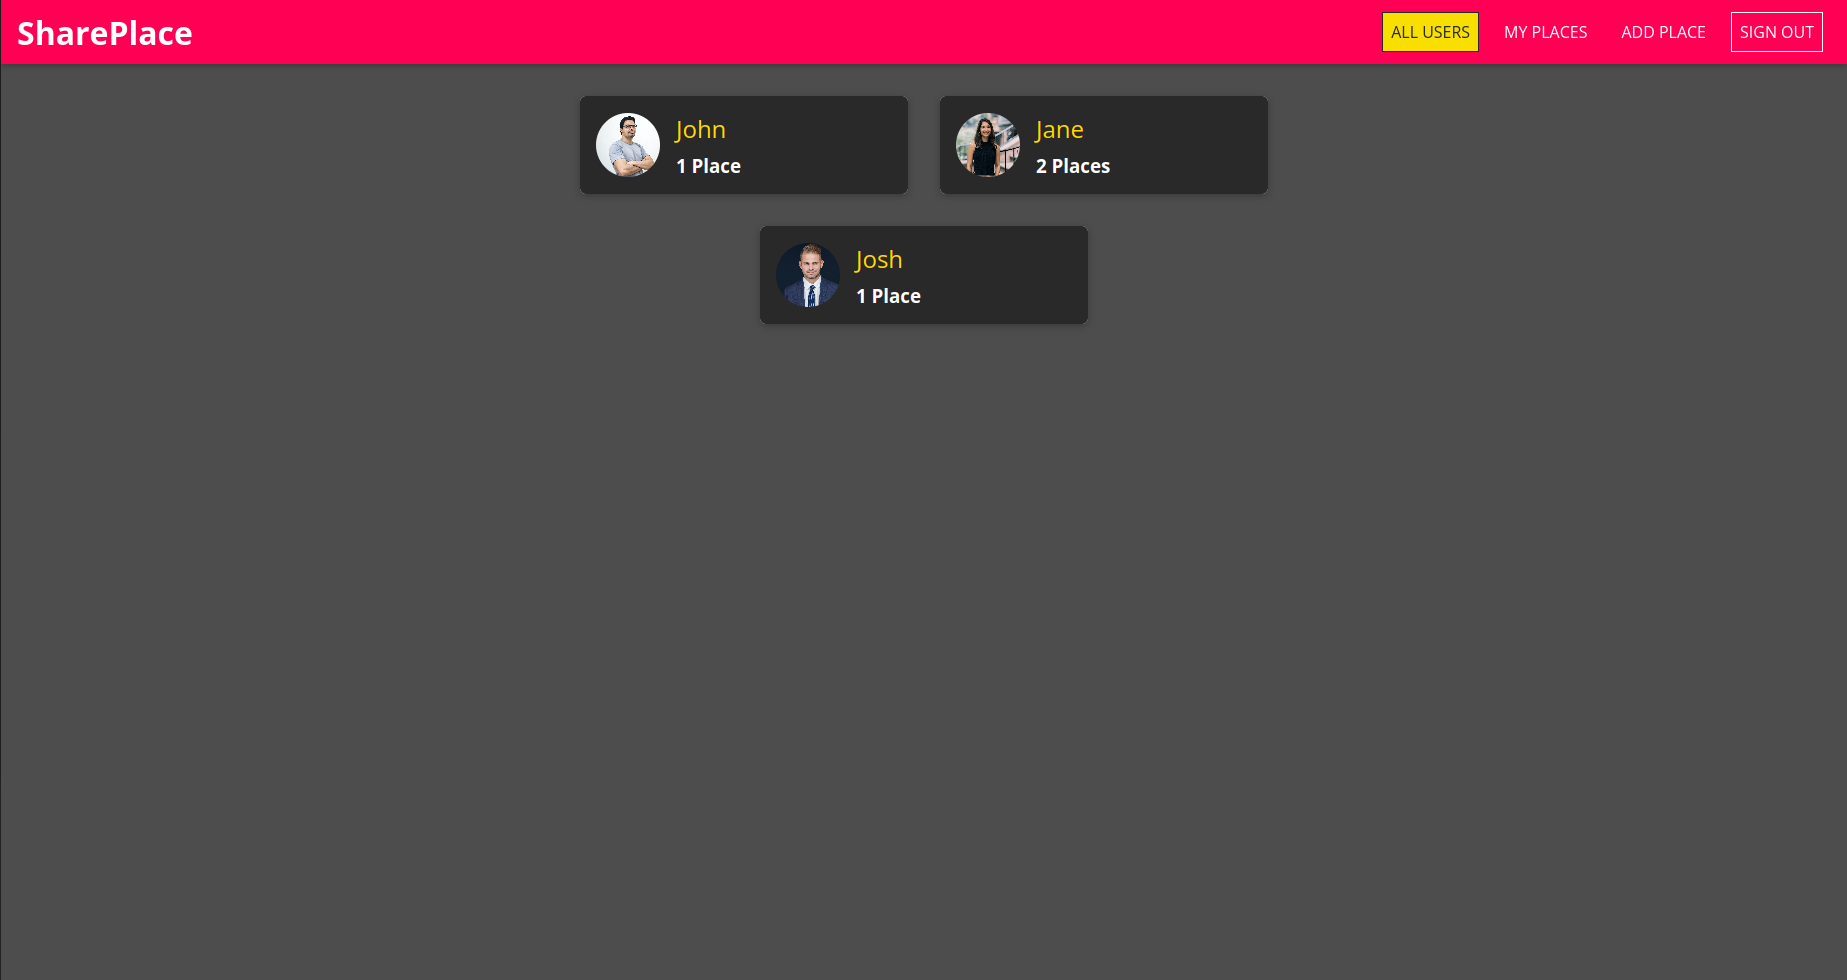 SharePlace
ALL USERS
MY PLACES
ADD PLACE
SIGN OUT
John
1 Place
Jane
2 Places
Josh
1 Place